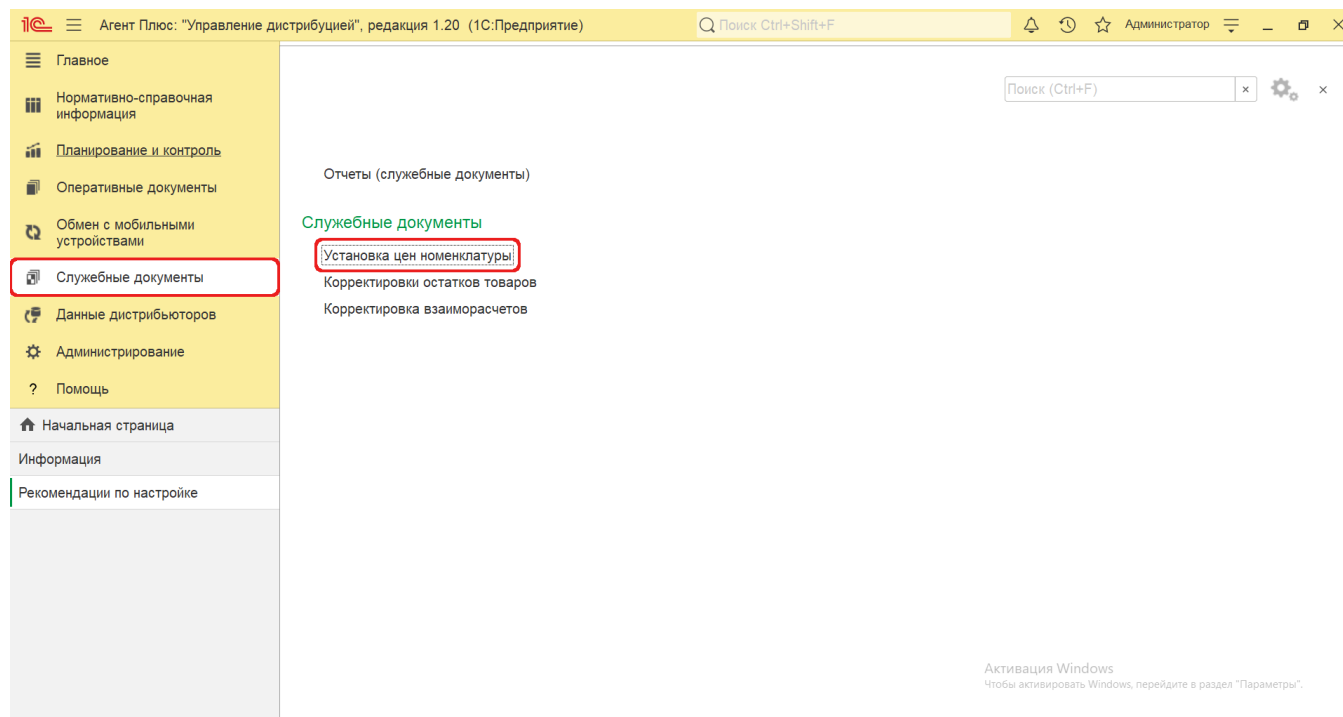 1С Агент Плюс: "Управление дистрибуцией", редакция 1.20 (1С:Предприятие) Поиск Ctrl+Shift+F Администратор
Главное
Нормативно-справочная
информация
Планирование и контроль
Оперативные документы
Обмен с мобильными
устройствами
Служебные документы
Данные дистрибьюторов
Администрирование
? Помощь
Начальная страница
Информация
Рекомендации по настройке
Поиск (Ctrl+F)
Отчеты (служебные документы)
Служебные документы
Установка цен номенклатуры
Корректировки остатков товаров
Корректировка взаиморасчетов
Активация Windows
Чтобы активировать Windows, перейдите в раздел "Параметры".